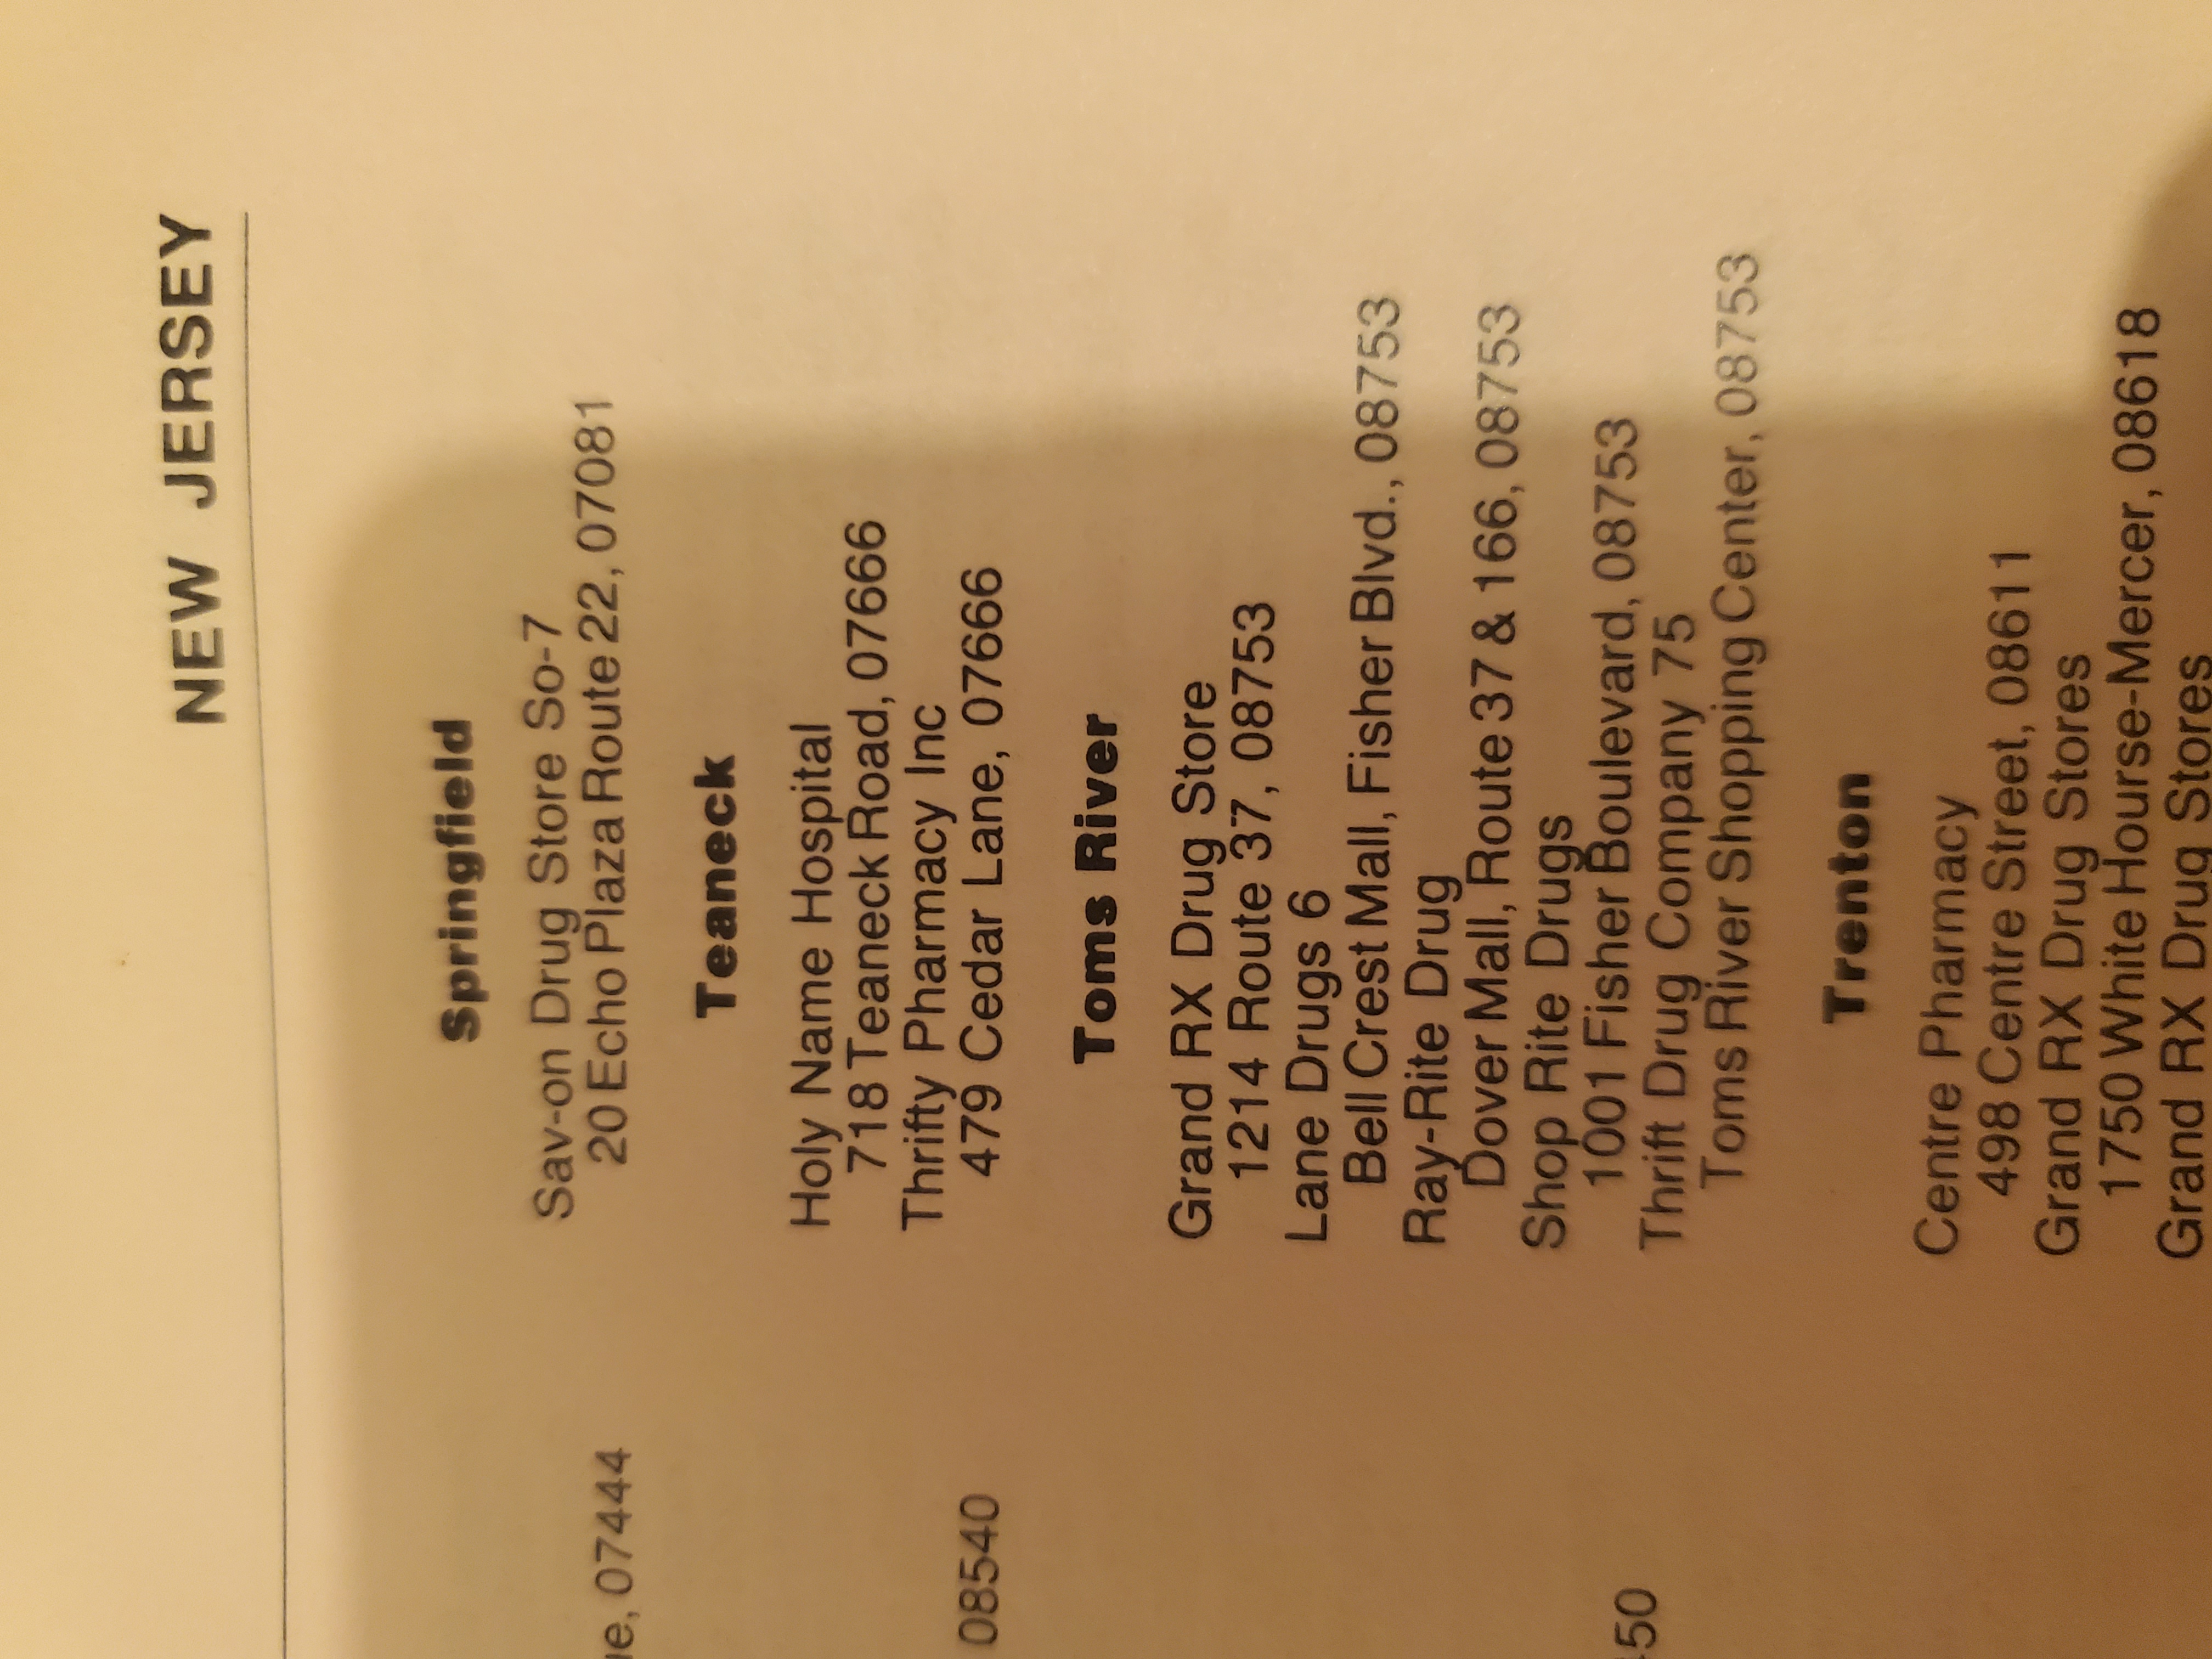 NEW JERSEY
07444
08540
Springfield
Sav-on Drug Store So-7
20 Echo Plaza Route 22, 07081
Teaneck
Holy Name Hospital
718 Teaneck Road, 07666
Thrifty Pharmacy Inc
479 Cedar Lane, 07666
Toms River
Grand RX Drug Store
1214 Route 37, 08753
Lane Drugs 6
Bell Crest Mall, Fisher Blvd., 08753
Ray-Rite Drug
Dover Mall, Route 37 & 166, 08753
Shop Rite Drugs
1001 Fisher Boulevard, 08753
Thrift Drug Company 75
Toms River Shopping Center, 08753
Trenton
Centre Pharmacy
498 Centre Street, 08611
Grand RX Drug Stores
1750 White Hourse-Mercer, 08618
Grand RX Drug Stores